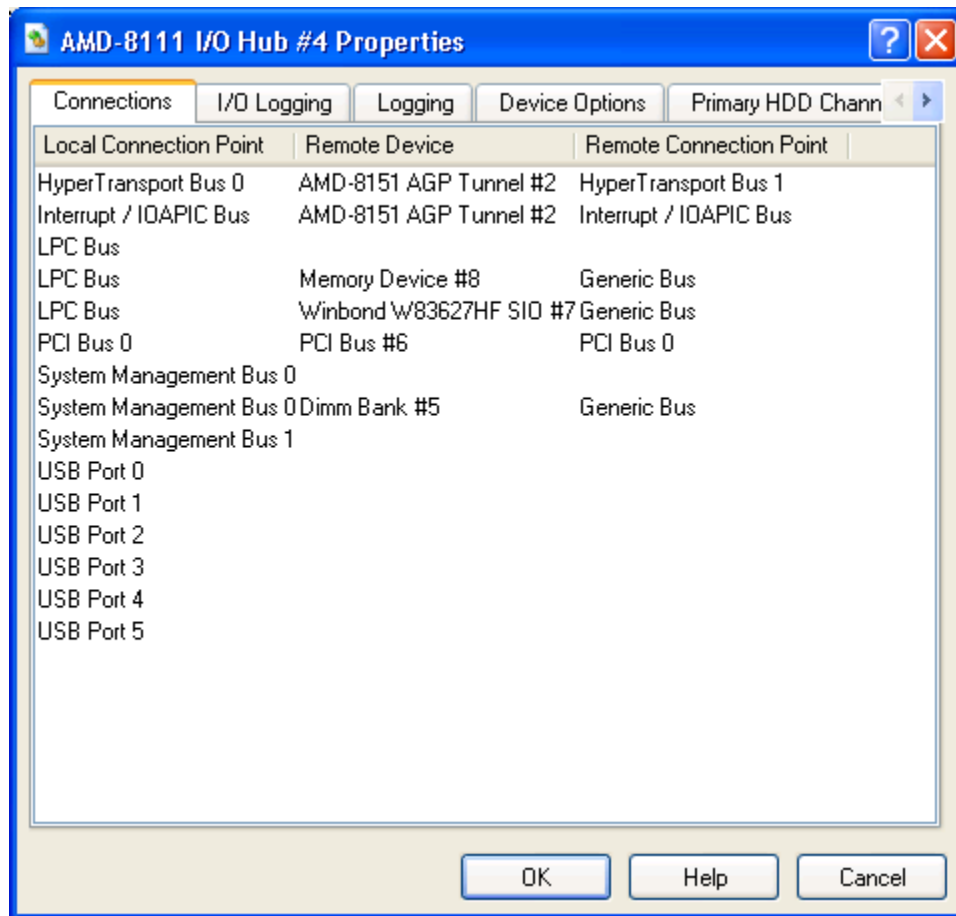 AMD-8111 I/O Hub #4 Properties
Connections I/O Logging Logging Device Options Primary HDD Chann
Local Connection Point Remote Device Remote Connection Point
HyperTransport Bus 0 AMD-8151 AGP Tunnel #2 HyperTransport Bus 1
Interrupt / IOAPIC Bus AMD-8151 AGP Tunnel #2 Interrupt / IOAPIC Bus
LPC Bus
LPC Bus Memory Device #8 Generic Bus
LPC Bus Winbond W83627HF SIO #7 Generic Bus
PCI Bus 0 PCI Bus #6 PCI Bus 0
System Management Bus 0
System Management Bus 0 Dimm Bank #5 Generic Bus
System Management Bus 1
USB Port 0
USB Port 1
USB Port 2
USB Port 3
USB Port 4
USB Port 5
OK Help Cancel